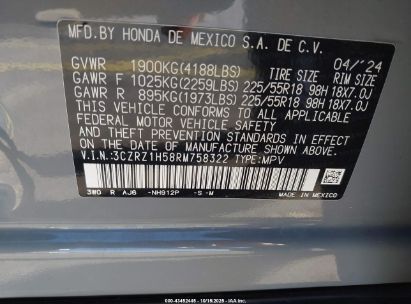 MFD.BY HONDA DE MEXICO S.A. DE C.V.
04/'24
GVWR 1900KG(4188LBS) TIRE SIZE RIM SIZE
GAWR F 1025KG(2259LBS) 225/55R18 98H 18X7.0J
GAWR R 895KG(1973LBS) 225/55R18 98H 18X7.0J
THIS VEHICLE CONFORMS TO ALL APPLICABLE
FEDERAL MOTOR VEHICLE SAFETY AND THEFT
PREVENTION STANDARDS IN EFFECT ON THE DATE
OF MANUFACTURE SHOWN ABOVE.
V.I.N.:3CZRZ1H58RM758322 TYPE:MPV
3W0 R AJ6 -NH912P -S -M
MADE IN MEXICO